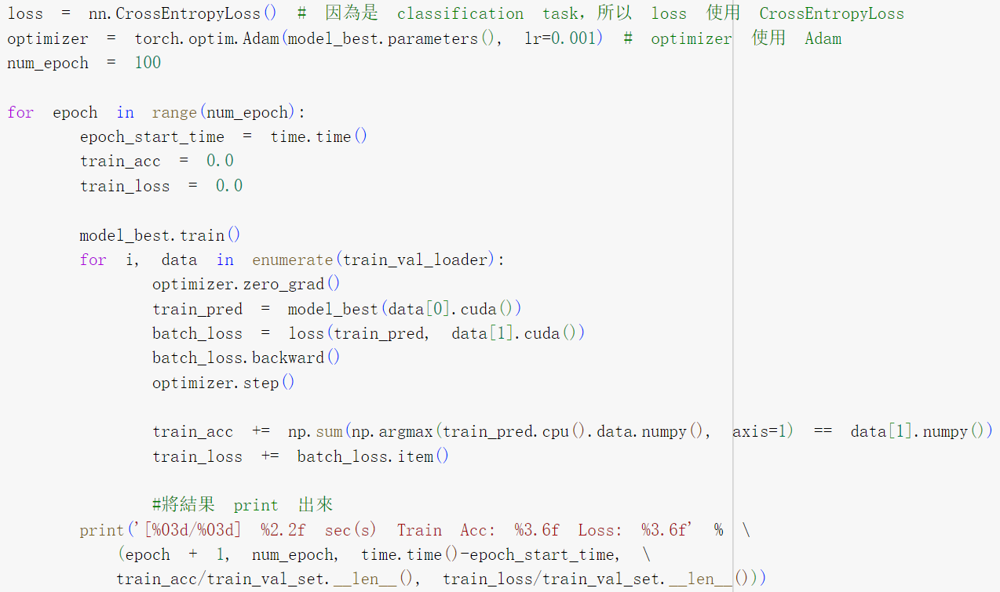 loss = nn.CrossEntropyLoss() # 因為是 classification task，所以 loss 使用 CrossEntropyLoss
optimizer = torch.optim.Adam(model_best.parameters(), lr=0.001) # optimizer 使用 Adam
num_epoch = 100
for epoch in range(num_epoch):
epoch_start_time = time.time()
train_acc = 0.0
train_loss = 0.0
model_best.train()
for i, data in enumerate(train_val_loader):
optimizer.zero_grad()
train_pred = model_best(data[0].cuda())
batch_loss = loss(train_pred, data[1].cuda())
batch_loss.backward()
optimizer.step()
train_acc += np.sum(np.argmax(train_pred.cpu().data.numpy(), axis=1) == data[1].numpy())
train_loss += batch_loss.item()
#將結果 print 出來
print('[%03d/%03d] %2.2f sec(s) Train Acc: %3.6f Loss: %3.6f' % \
(epoch + 1, num_epoch, time.time()-epoch_start_time, \
train_acc/train_val_set.__len__(), train_loss/train_val_set.__len__()))